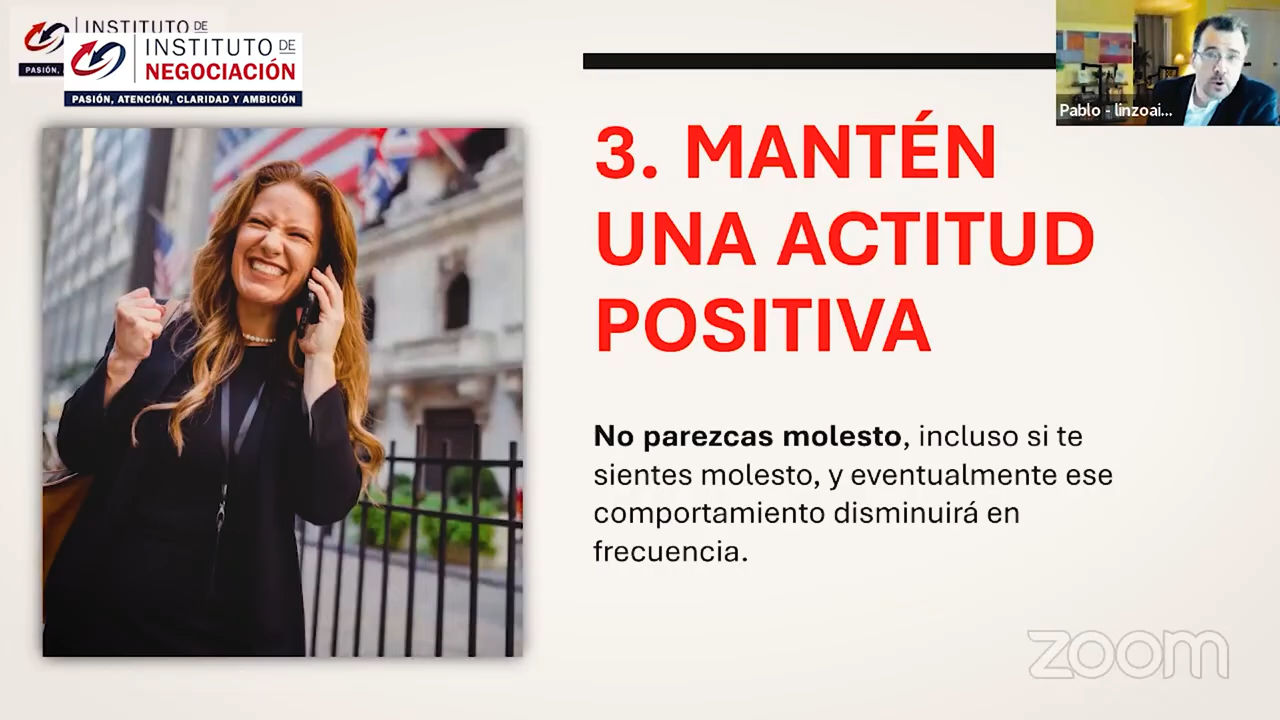 INSTITUTO DE
PASIÓN,
INSTITUTO DE
NEGOCIACIÓN
PASIÓN, ATENCIÓN, CLARIDAD Y AMBICIÓN
Pablo - linzoai...
3. MANTÉN
UNA ACTITUD
POSITIVA
No parezcas molesto, incluso si te
sientes molesto, y eventualmente ese
comportamiento disminuirá en
frecuencia.
zoom